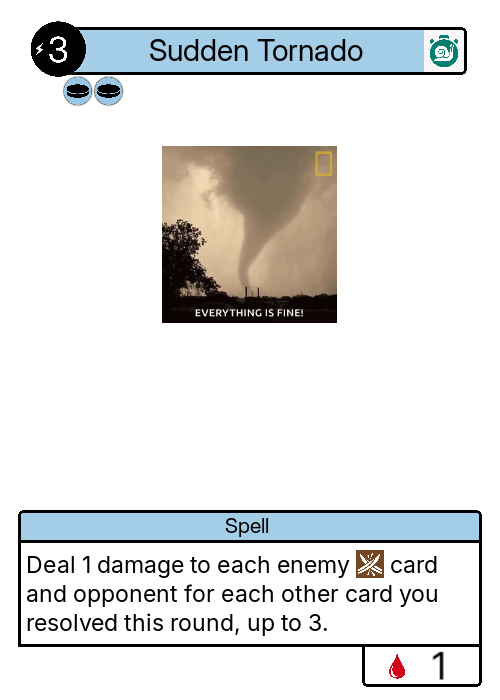 3 Sudden Tornado
EVERYTHING IS FINE!
Spell
Deal 1 damage to each enemy card
and opponent for each other card you
resolved this round, up to 3.
1